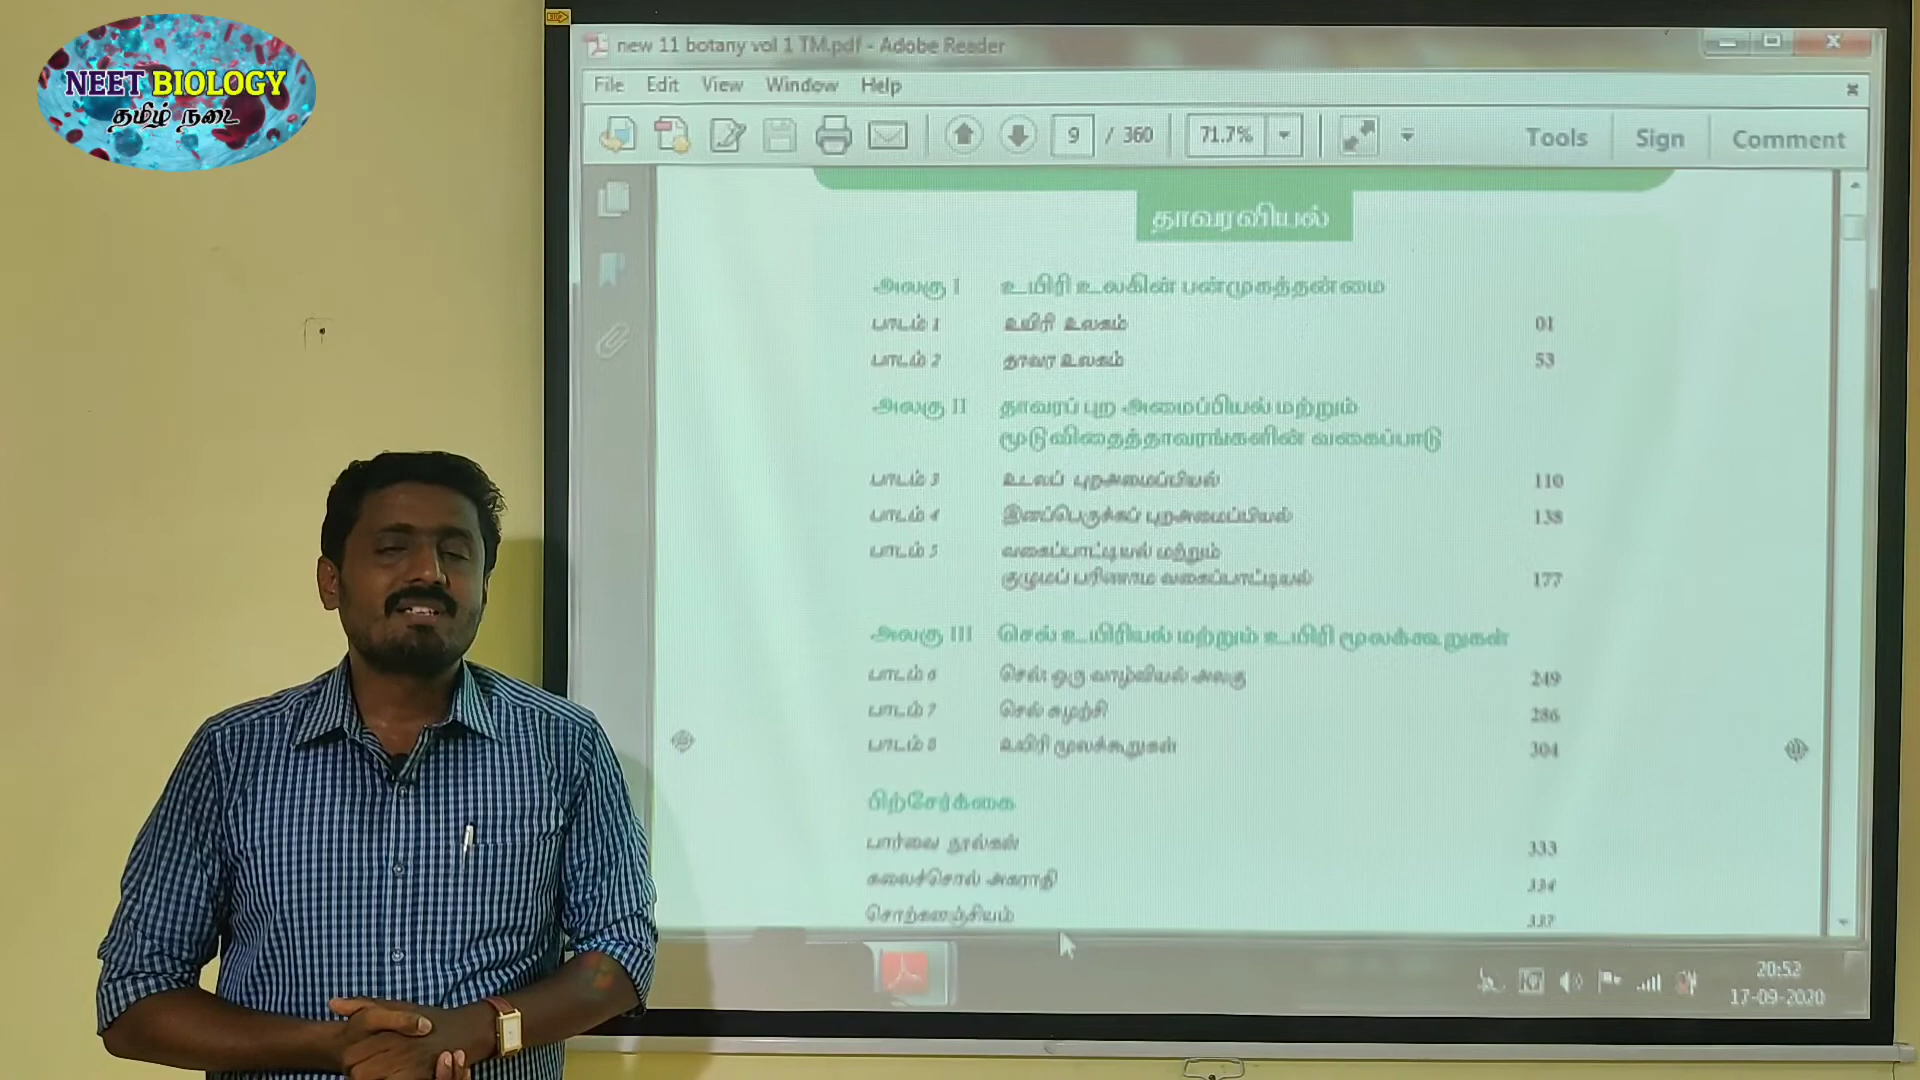 NEET BIOLOGY
தமிழ் நடை
new 11 botany vol 1 TM.pdf - Adobe Reader
File Edit View Window Help
9 / 360 71.7% Tools Sign Comment
தாவரவியல்
அலகு I உயிரி உலகின் பன்முகத்தன்மை
பாடம் 1 உயிரி உலகம் 01
பாடம் 2 தாவர உலகம் 53
அலகு II தாவரப் புற அமைப்பியல் மற்றும்
மூடுவிதைத்தாவரங்களின் வகைப்பாடு
பாடம் 3 உடலப் புறஅமைப்பியல் 110
பாடம் 4 இனப்பெருக்கப் புறஅமைப்பியல் 138
பாடம் 5 வகைப்பாட்டியல் மற்றும்
குழுமப் பரிணாம வகைப்பாட்டியல் 177
அலகு III செல் உயிரியல் மற்றும் உயிரி மூலக்கூறுகள்
பாடம் 6 செல்: ஒரு வாழ்வியல் அலகு 249
பாடம் 7 செல் சுழற்சி 286
பாடம் 8 உயிரி மூலக்கூறுகள் 304
பிற்சேர்க்கை
பார்வை நூல்கள் 333
கலைச்சொல் அகராதி 334
சொற்களஞ்சியம் 337
20:52
17-09-2020